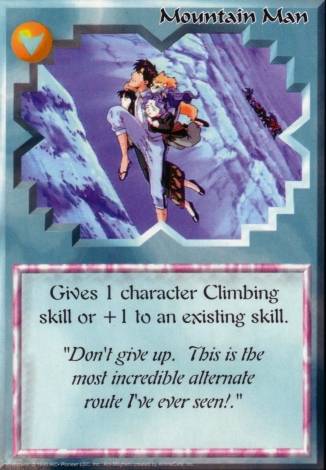 Mountain Man
Gives 1 character Climbing
skill or +1 to an existing skill.
"Don't give up. This is the
most incredible alternate
route I've ever seen!."